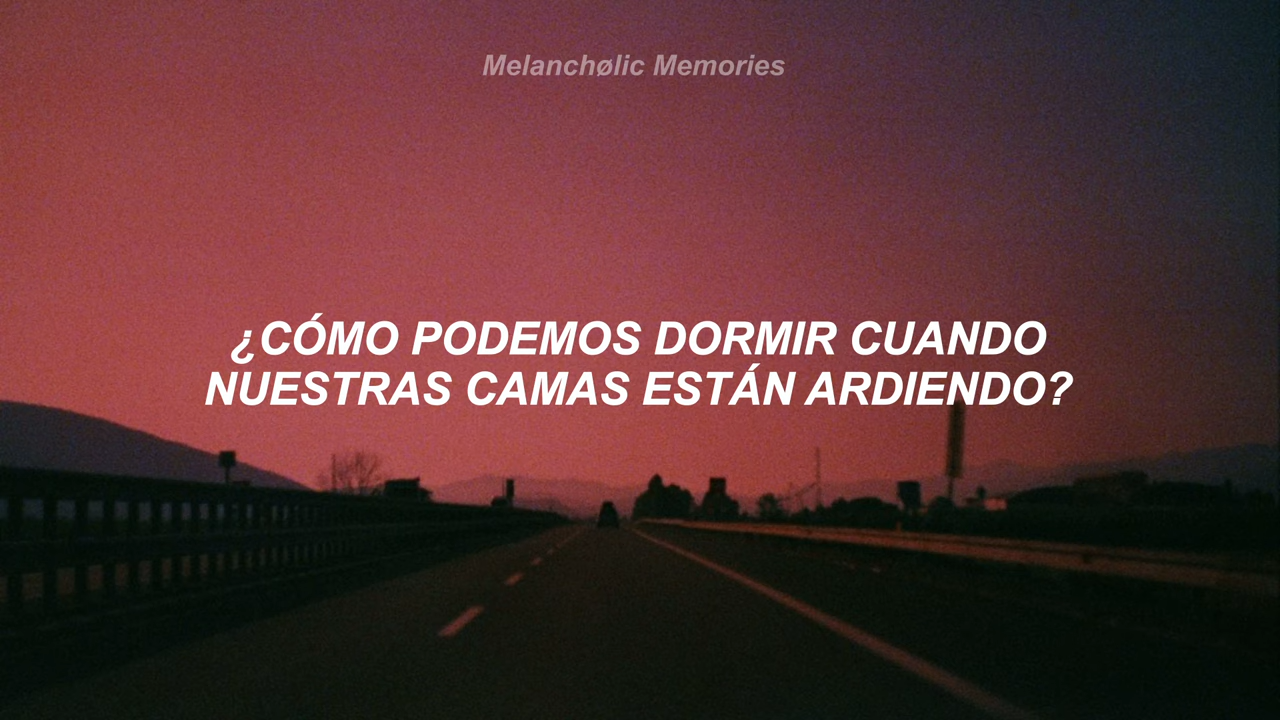 Melanchølic Memories
¿CÓMO PODEMOS DORMIR CUANDO
NUESTRAS CAMAS ESTÁN ARDIENDO?